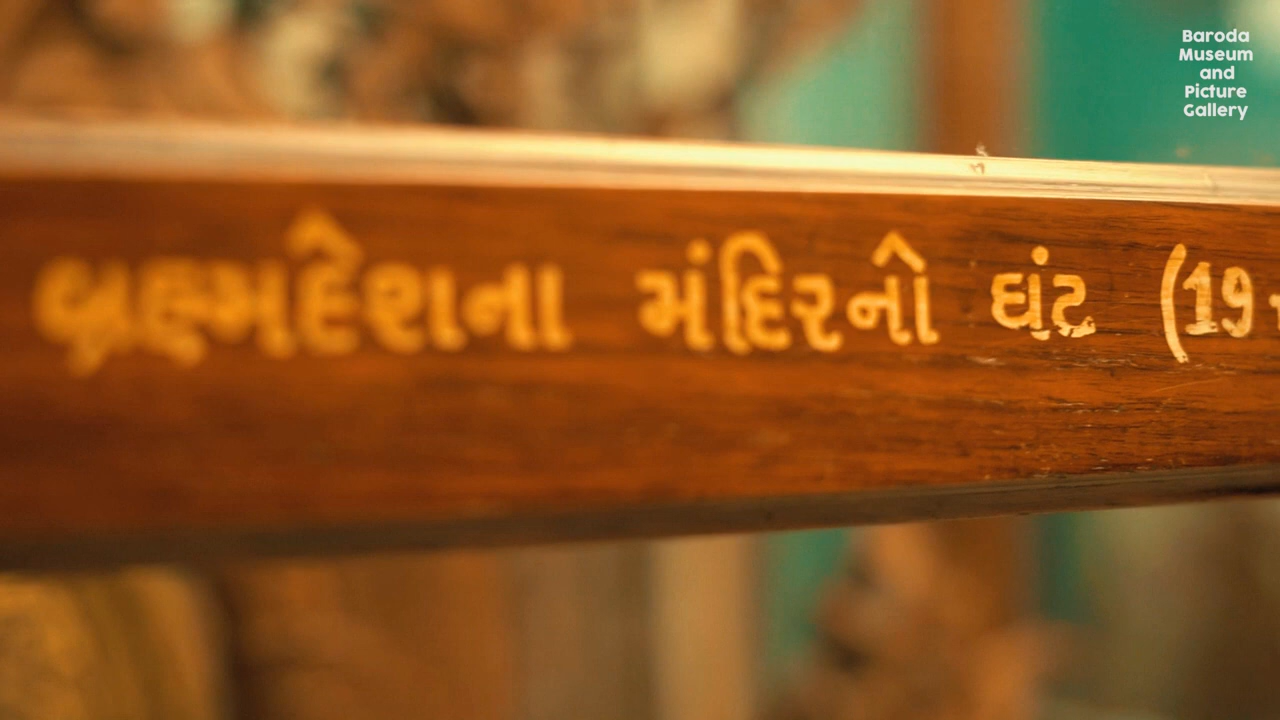 Baroda
Museum
and
Picture
Gallery
બ્રહ્મદેશના મંદિરનો ઘંટ (19